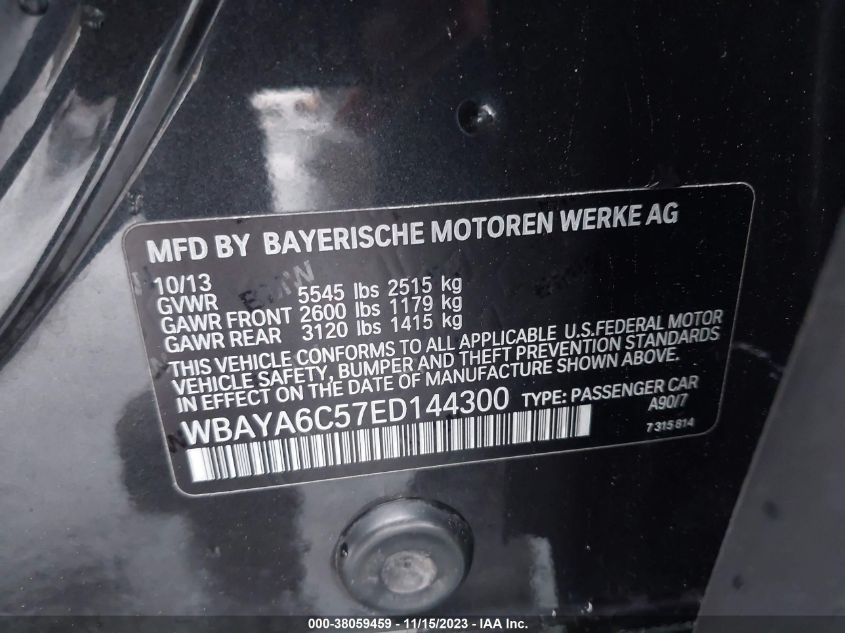 MFD BY BAYERISCHE MOTOREN WERKE AG
10/13
GVWR 5545 lbs 2515 kg
GAWR FRONT 2600 lbs 1179 kg
GAWR REAR 3120 lbs 1415 kg
THIS VEHICLE CONFORMS TO ALL APPLICABLE U.S.FEDERAL MOTOR
VEHICLE SAFETY, BUMPER AND THEFT PREVENTION STANDARDS
IN EFFECT ON THE DATE OF MANUFACTURE SHOWN ABOVE.
WBAYA6C57ED144300 TYPE: PASSENGER CAR
A90/7
7 315 814
000-38059459 - 11/15/2023 - IAA Inc.